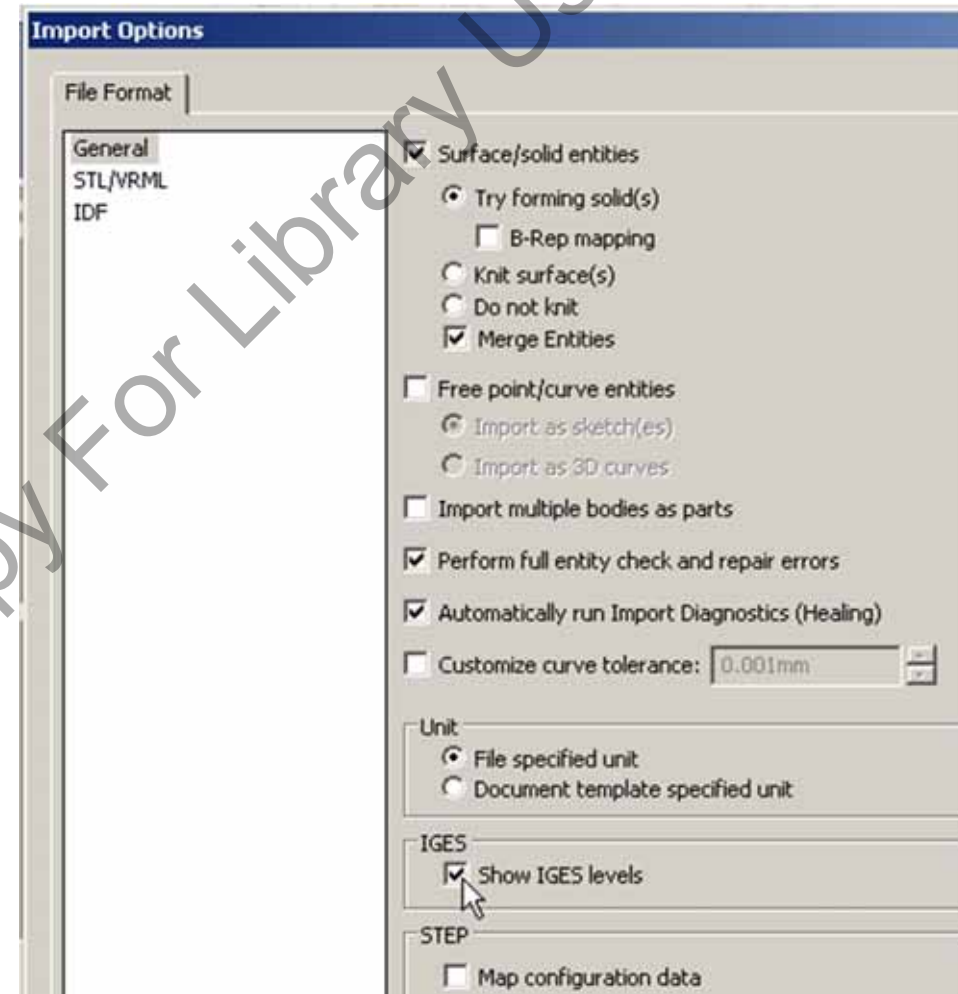 Import Options
File Format
General
STL/VRML
IDF
Surface/solid entities
Try forming solid(s)
B-Rep mapping
Knit surface(s)
Do not knit
Merge Entities
Free point/curve entities
Import as sketch(es)
Import as 3D curves
Import multiple bodies as parts
Perform full entity check and repair errors
Automatically run Import Diagnostics (Healing)
Customize curve tolerance: 0.001mm
Unit
File specified unit
Document template specified unit
IGES
Show IGES levels
STEP
Map configuration data
For Library